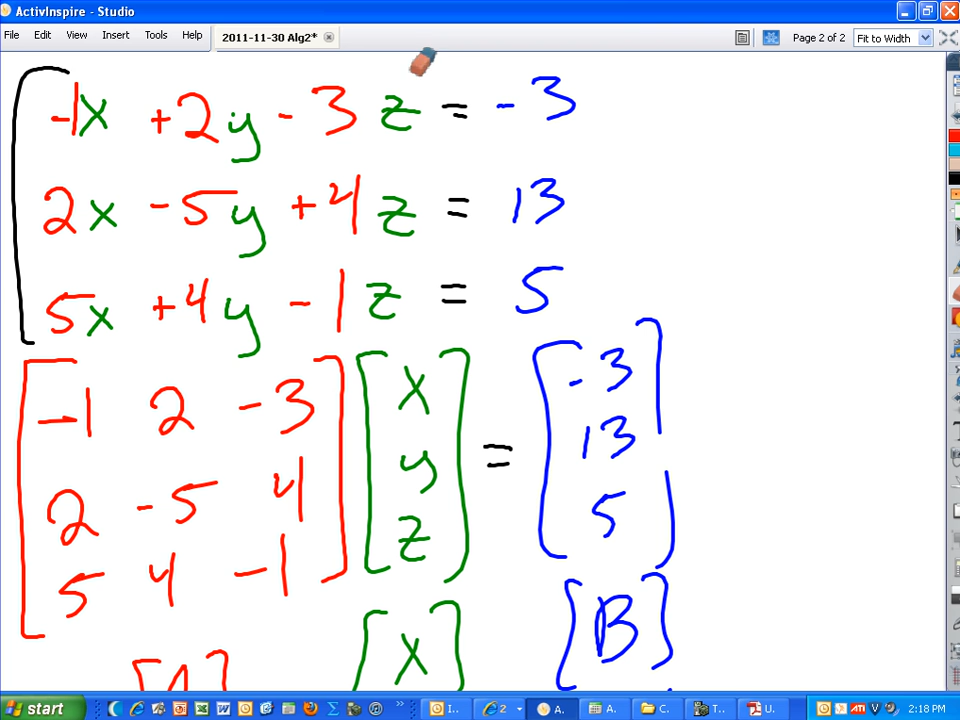 ActivInspire - Studio
File Edit View Insert Tools Help 2011-11-30 Alg2* Page 2 of 2 Fit to Width
-1x +2y -3z = -3
2x -5y +4z = 13
5x +4y -1z = 5
[-1 2 -3] [x] = [-3]
[2 -5 4] [y] [13]
[5 4 -1] [z] [5]
[A] [X] [B]
start I... 2 A. A... C... T... U. 2:18 PM